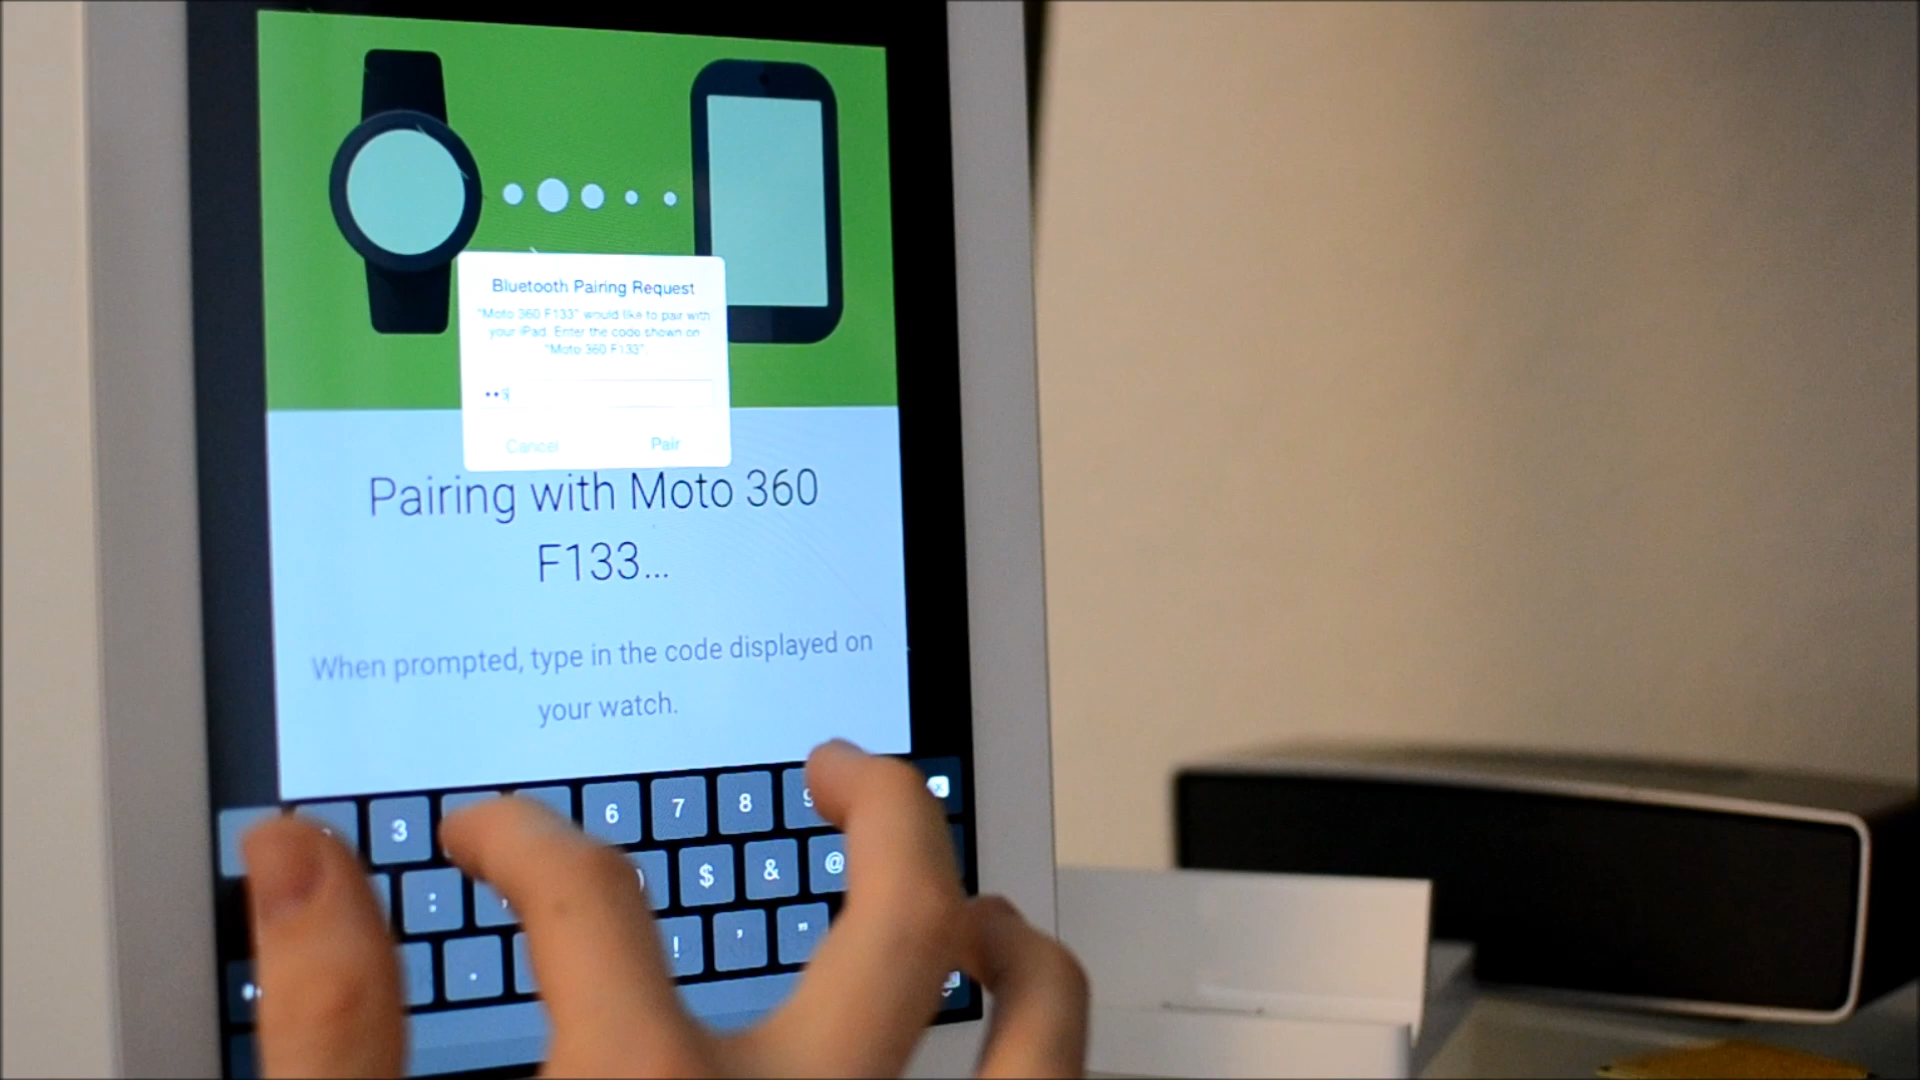 Bluetooth Pairing Request
"Moto 360 F133" would like to pair with
your iPad. Enter the code shown on
"Moto 360 F133".
Cancel
Pair
Pairing with Moto 360
F133...
When prompted, type in the code displayed on
your watch.
3 6 7 8 9
: $ & @
. ! ' "